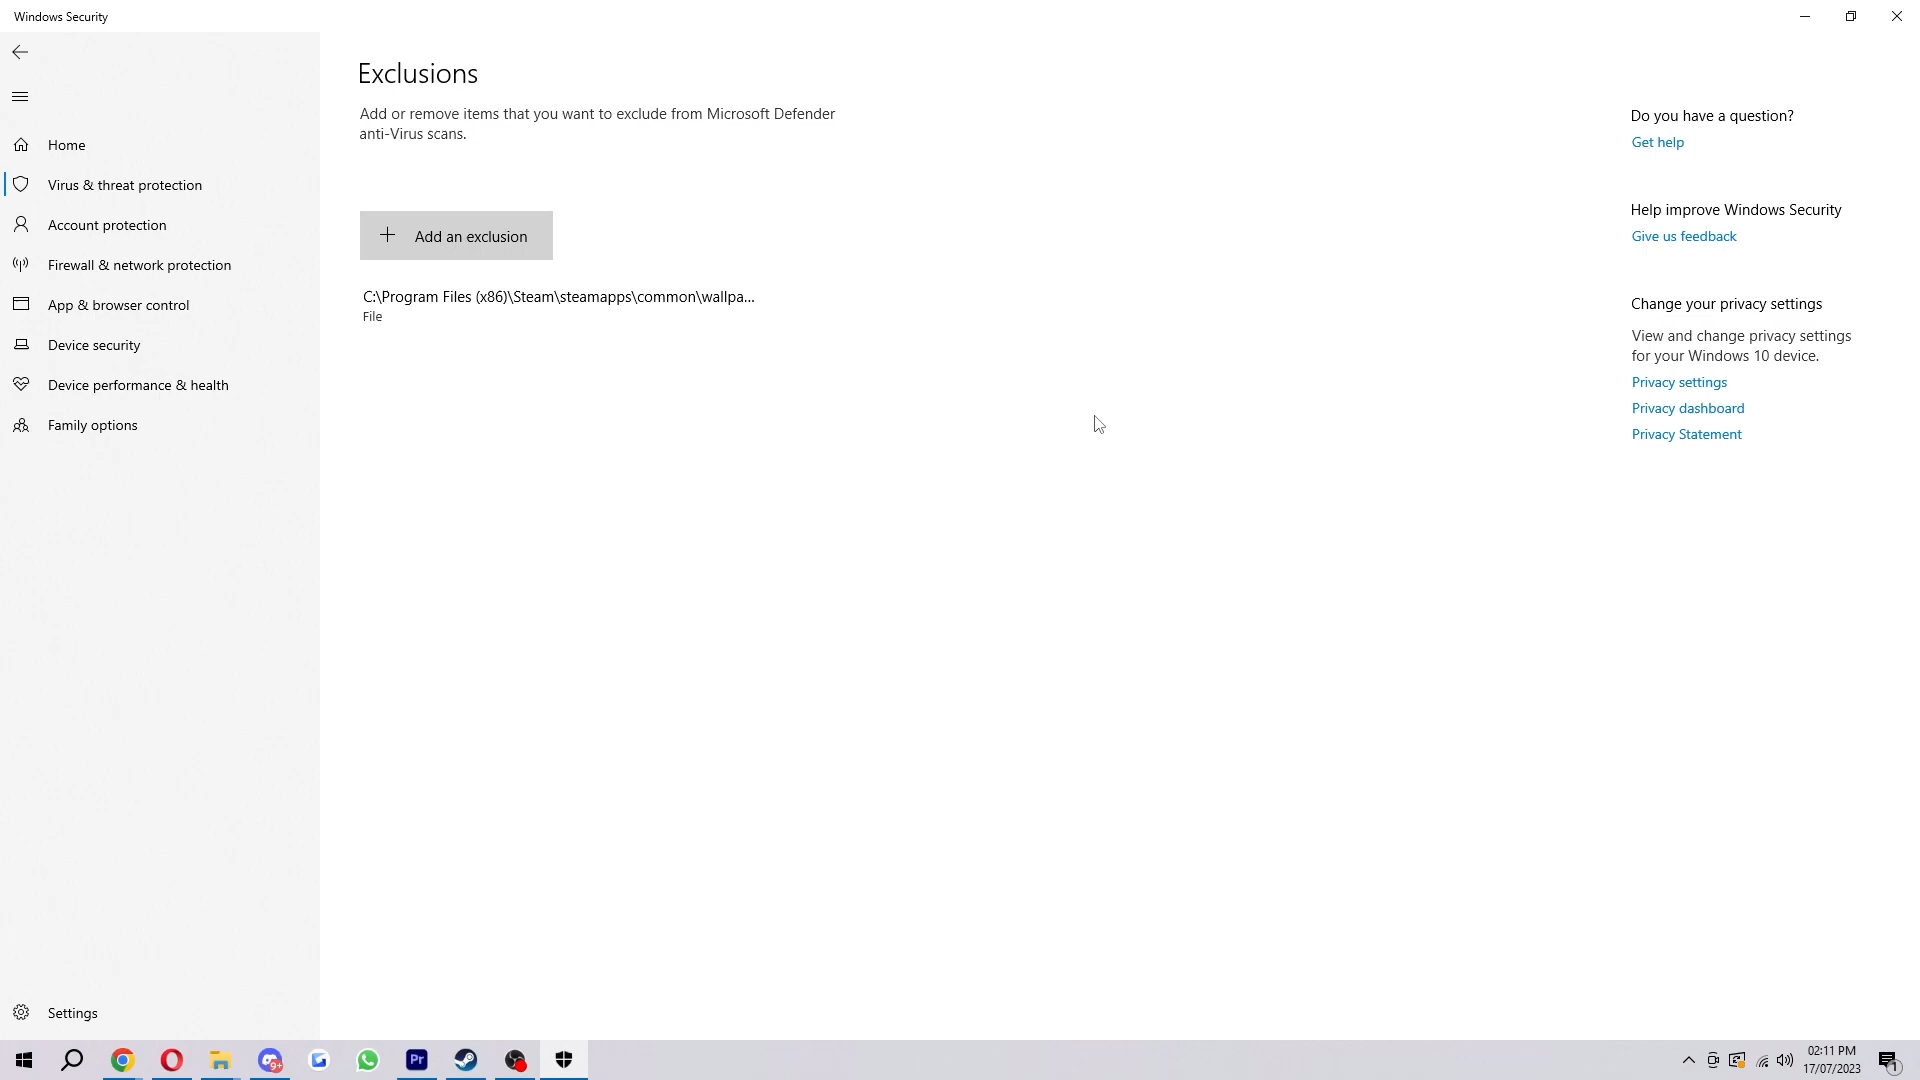 Windows Security
Home
Virus & threat protection
Account protection
Firewall & network protection
App & browser control
Device security
Device performance & health
Family options
Settings
Exclusions
Add or remove items that you want to exclude from Microsoft Defender
anti-Virus scans.
Add an exclusion
C:\Program Files (x86)\Steam\steamapps\common\wallpa...
File
Do you have a question?
Get help
Help improve Windows Security
Give us feedback
Change your privacy settings
View and change privacy settings
for your Windows 10 device.
Privacy settings
Privacy dashboard
Privacy Statement
9+
Pr
02:11 PM
17/07/2023
1